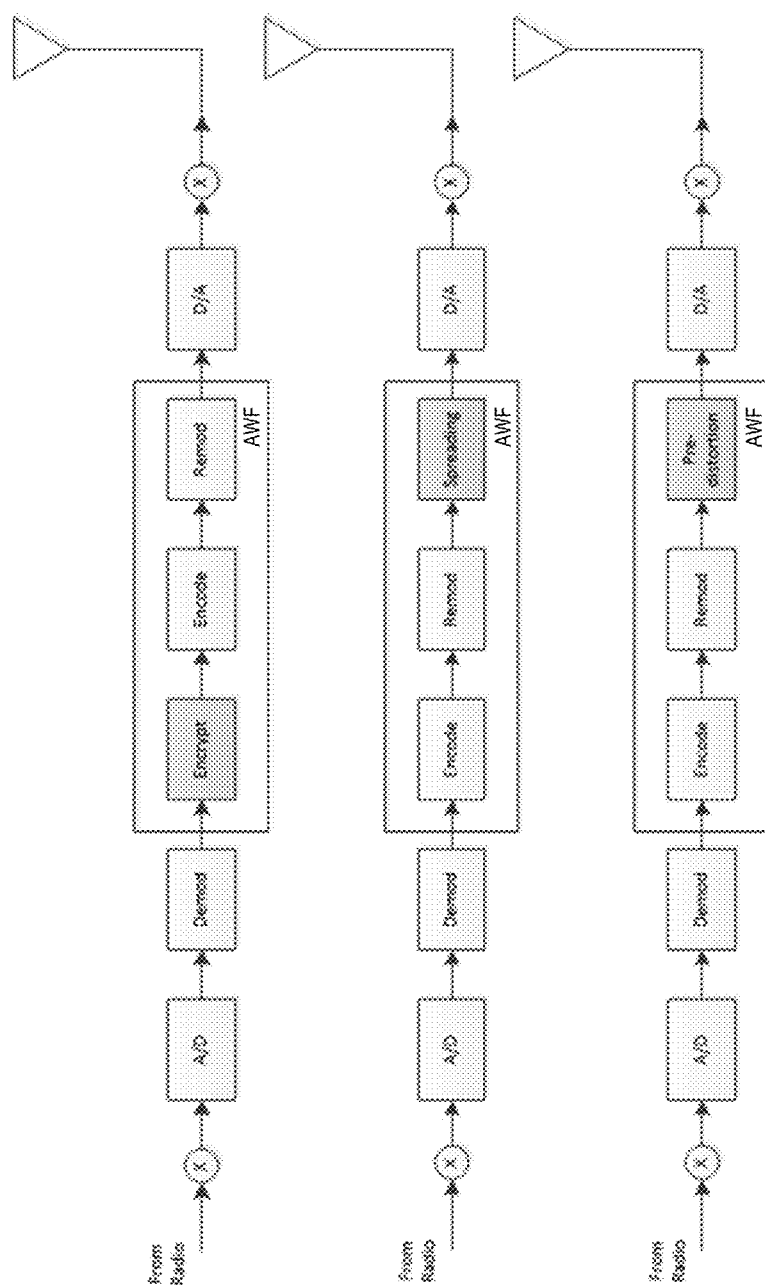 From
Radio
X
A/D
Demod
Encrypt
Encode
Remod
AWF
D/A
X
From
Radio
X
A/D
Demod
Encode
Remod
Spreading
AWF
D/A
X
From
Radio
X
A/D
Demod
Encode
Remod
Pre-
distortion
AWF
D/A
X